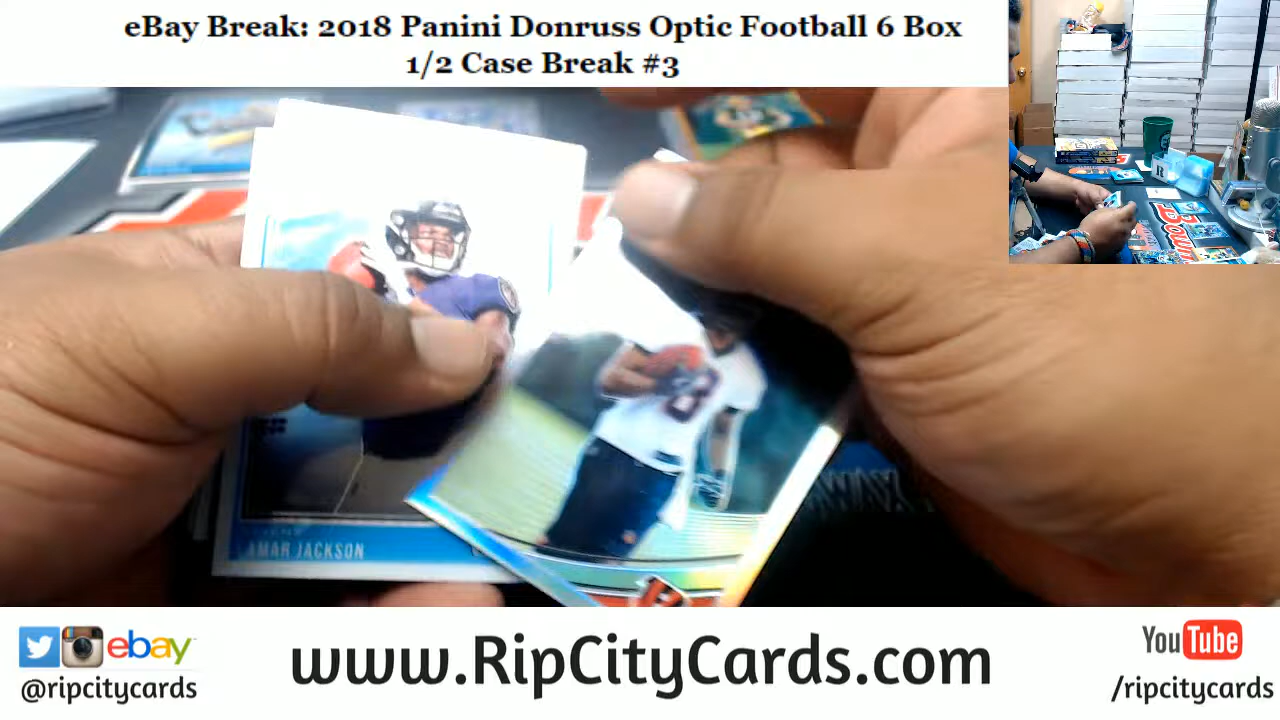 eBay Break: 2018 Panini Donruss Optic Football 6 Box
1/2 Case Break #3
AMAR JACKSON
www.RipCityCards.com
ebay
@ripcitycards
YouTube
/ripcitycards